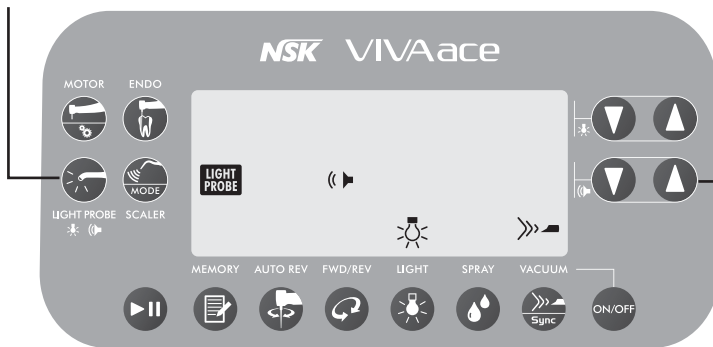 NSK VIVAace
MOTOR ENDO
MODE
LIGHT PROBE SCALER
LIGHT
PROBE
MEMORY AUTO REV FWD/REV LIGHT SPRAY VACUUM
Sync ON/OFF